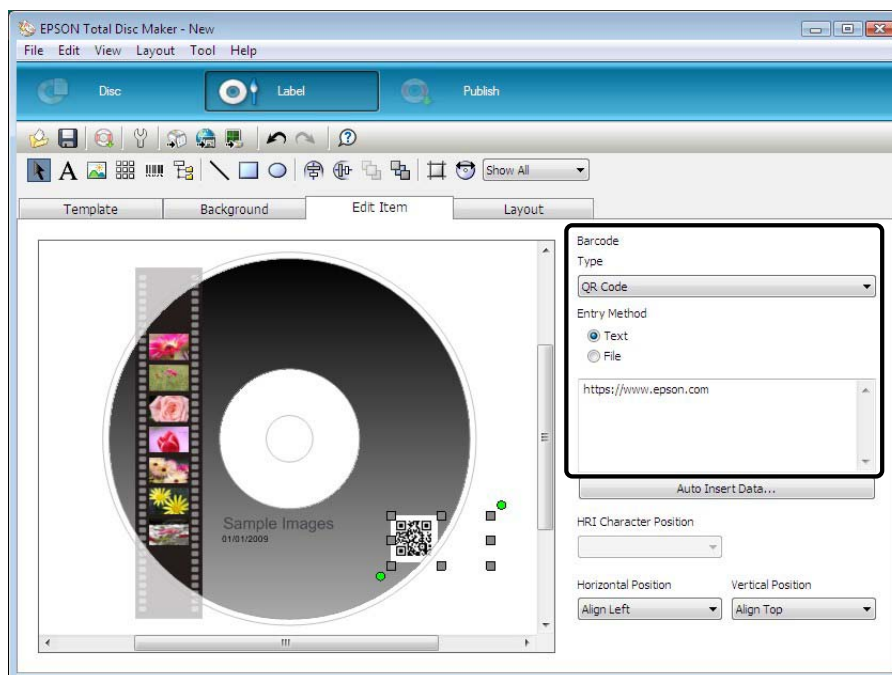 EPSON Total Disc Maker - New
File Edit View Layout Tool Help
Disc Label Publish
Show All
Template Background Edit Item Layout
Barcode
Type
QR Code
Entry Method
Text
File
https://www.epson.com
Auto Insert Data...
Sample Images
01/01/2009
HRI Character Position
Horizontal Position Vertical Position
Align Left Align Top